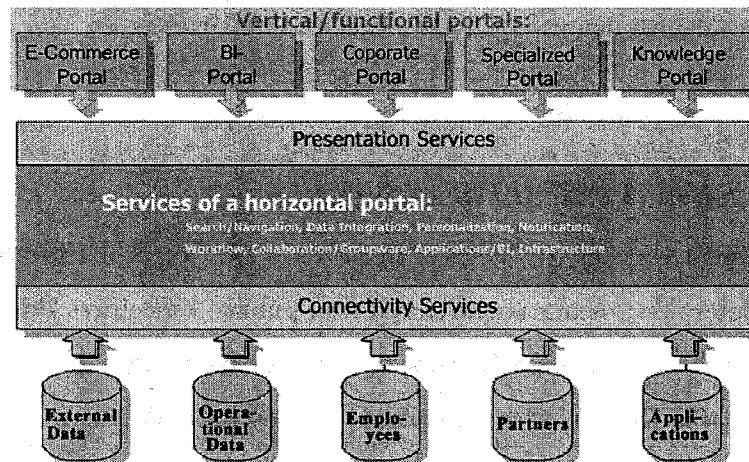 Vertical/functional portals:
E-Commerce
Portal
BI-
Portal
Coporate
Portal
Specialized
Portal
Knowledge
Portal
Presentation Services
Services of a horizontal portal:
Search/Navigation, Data Integration, Personalization, Notification,
Workflow, Collaboration/Groupware, Applications/BI, Infrastructure
Connectivity Services
External
Data
Opera-
tional
Data
Emplo-
yees
Partners
Appli-
cations